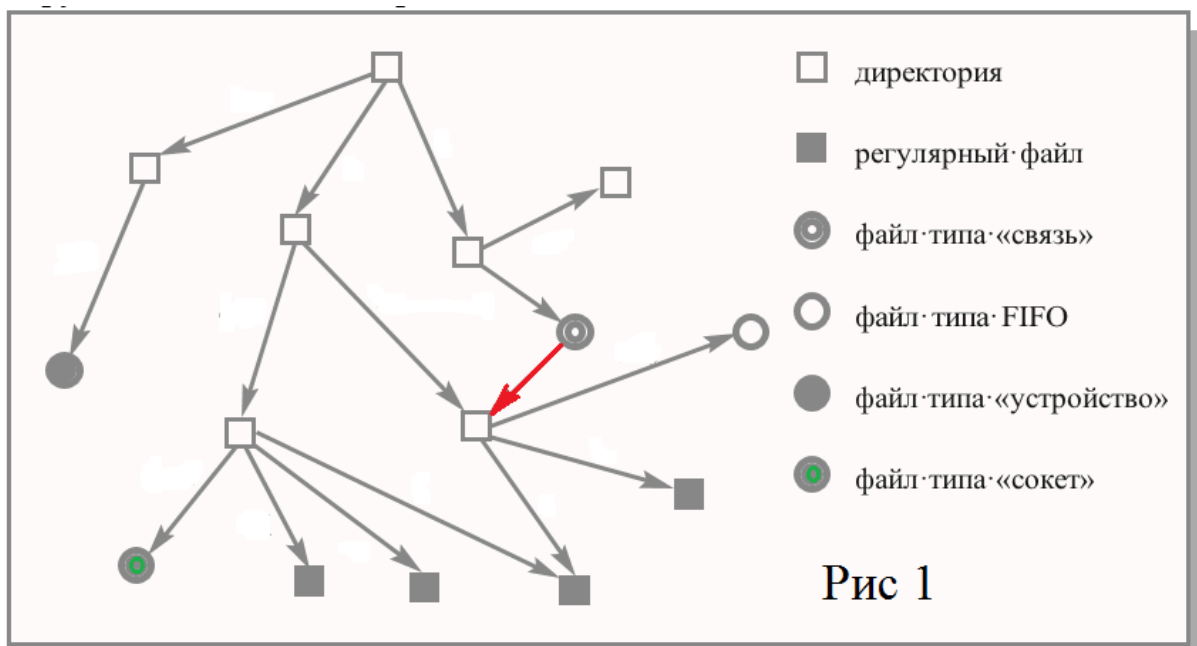 директория
регулярный·файл
файл·типа·«связь»
файл·типа·FIFO
файл·типа·«устройство»
файл·типа·«сокет»
Рис 1